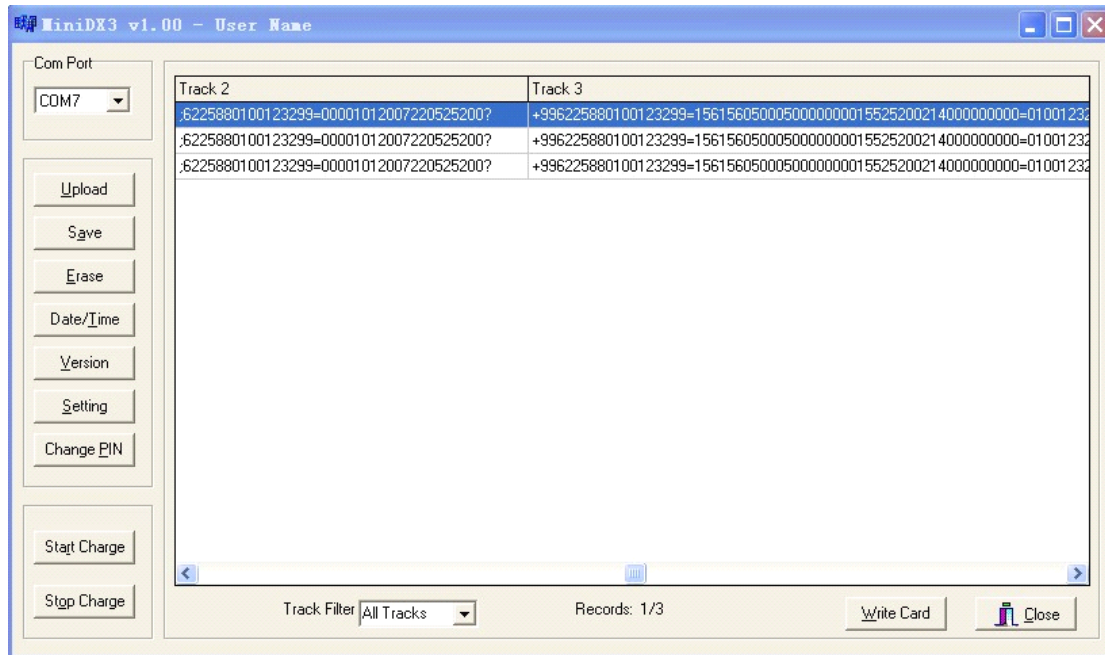 MiniDX3 v1.00 - User Name
Com Port
COM7
Track 2 Track 3
;6225880100123299=00001012007220525200? +996225880100123299=1561560500050000000015525200214000000000=01001232
;6225880100123299=00001012007220525200? +996225880100123299=1561560500050000000015525200214000000000=01001232
;6225880100123299=00001012007220525200? +996225880100123299=1561560500050000000015525200214000000000=01001232
Upload
Save
Erase
Date/Time
Version
Setting
Change PIN
Start Charge
Stop Charge
Track Filter All Tracks Records: 1/3 Write Card Close